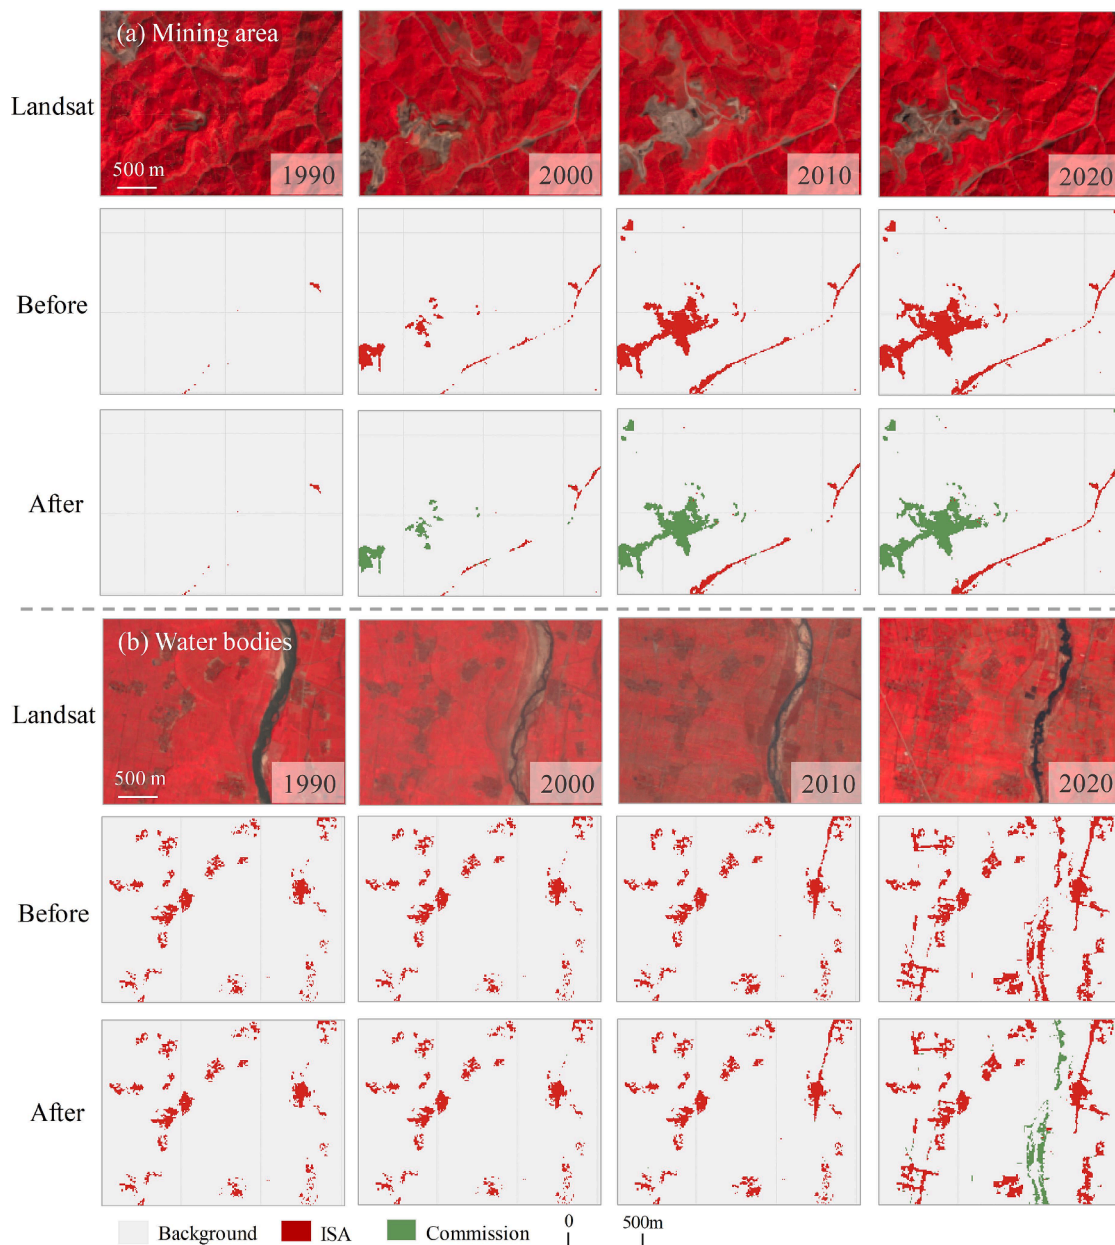 (a) Mining area
Landsat
500 m
1990
2000
2010
2020
Before
After
(b) Water bodies
Landsat
500 m
1990
2000
2010
2020
Before
After
Background
ISA
Commission
0
500m